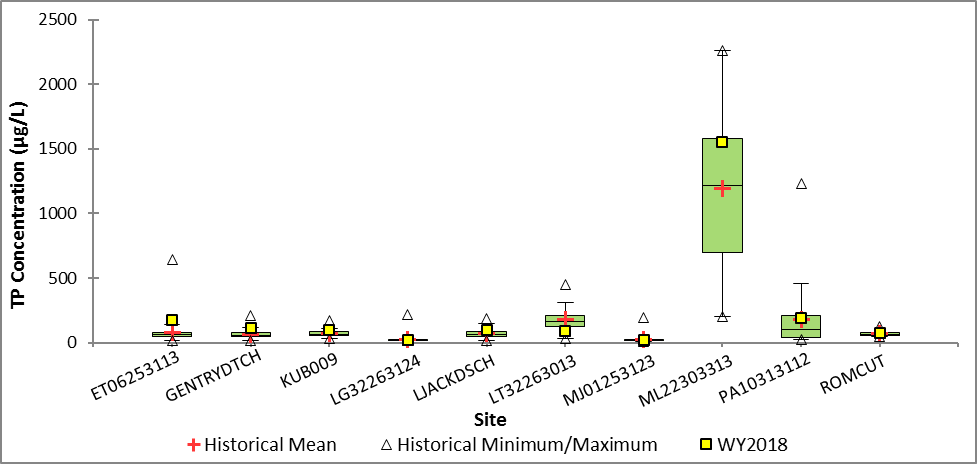 2500
2000
1500
1000
500
0
TP Concentration (µg/L)
ET06253113
GENTRYDTCH
KUB009
LG32263124
LJACKDSCH
LT32263013
MJ01253123
ML22303313
PA10313112
ROMCUT
Site
Historical Mean
Historical Minimum/Maximum
WY2018